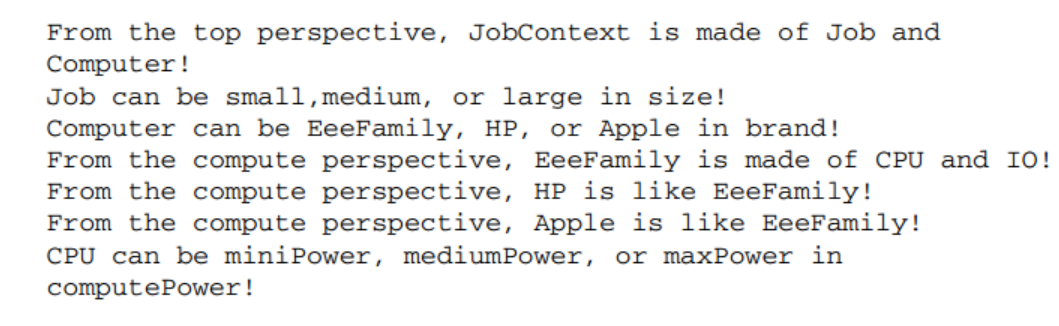 From the top perspective, JobContext is made of Job and
Computer!
Job can be small,medium, or large in size!
Computer can be EeeFamily, HP, or Apple in brand!
From the compute perspective, EeeFamily is made of CPU and IO!
From the compute perspective, HP is like EeeFamily!
From the compute perspective, Apple is like EeeFamily!
CPU can be miniPower, mediumPower, or maxPower in
computePower!